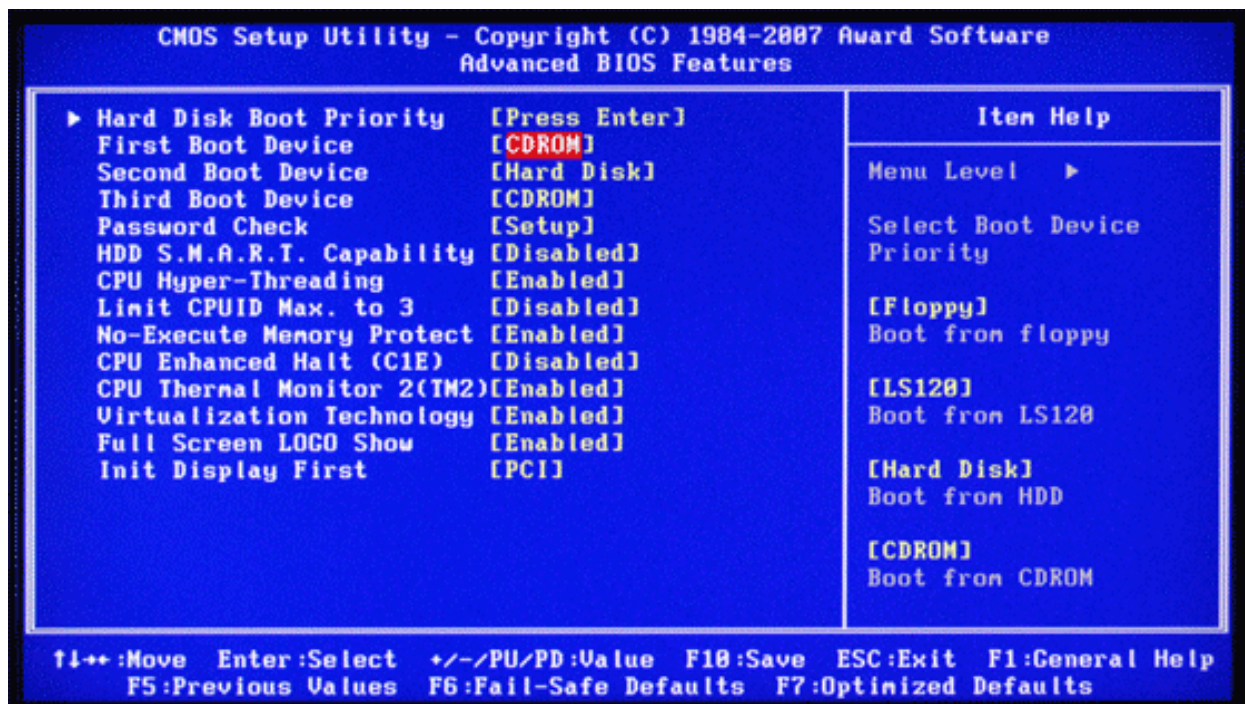 CMOS Setup Utility - Copyright (C) 1984-2007 Award Software
Advanced BIOS Features
▶ Hard Disk Boot Priority [Press Enter]
First Boot Device [CDROM]
Second Boot Device [Hard Disk]
Third Boot Device [CDROM]
Password Check [Setup]
HDD S.M.A.R.T. Capability [Disabled]
CPU Hyper-Threading [Enabled]
Limit CPUID Max. to 3 [Disabled]
No-Execute Memory Protect [Enabled]
CPU Enhanced Halt (C1E) [Disabled]
CPU Thermal Monitor 2(TM2)[Enabled]
Virtualization Technology [Enabled]
Full Screen LOGO Show [Enabled]
Init Display First [PCI]
Item Help
Menu Level ▶
Select Boot Device
Priority
[Floppy]
Boot from floppy
[LS120]
Boot from LS120
[Hard Disk]
Boot from HDD
[CDROM]
Boot from CDROM
↑↓→←:Move Enter:Select +/-/PU/PD:Value F10:Save ESC:Exit F1:General Help
F5:Previous Values F6:Fail-Safe Defaults F7:Optimized Defaults